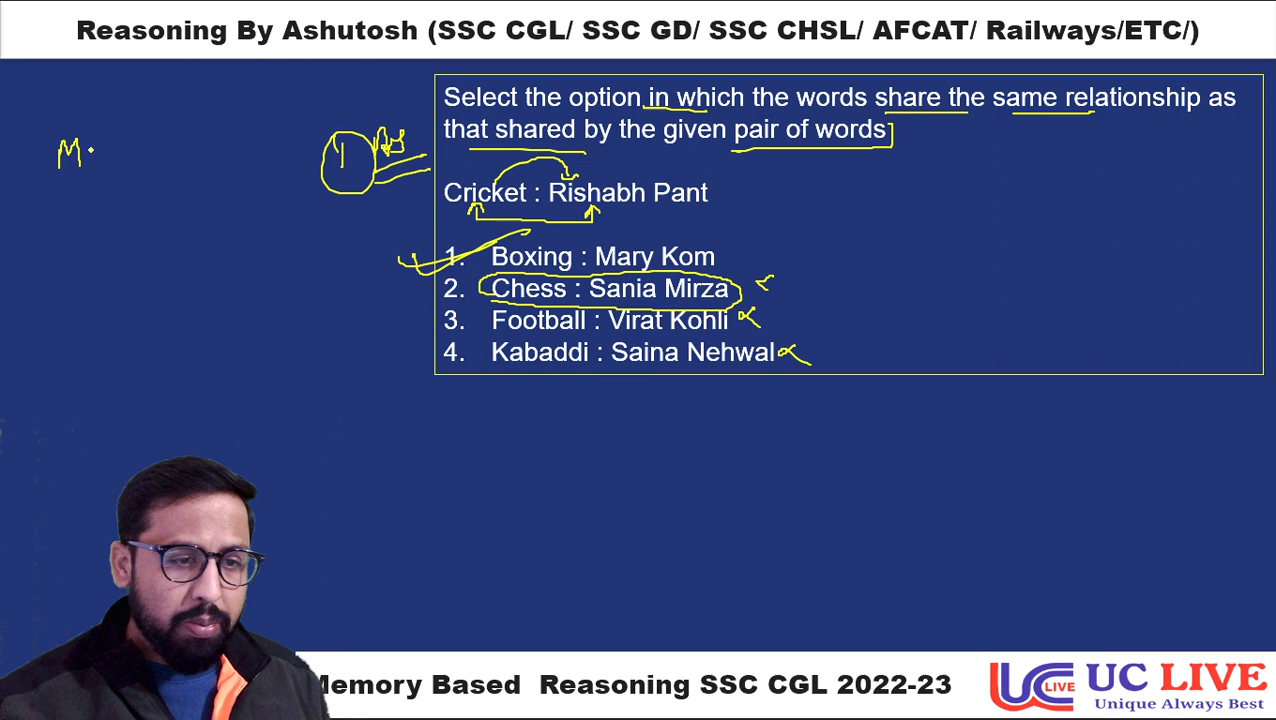 Reasoning By Ashutosh (SSC CGL/ SSC GD/ SSC CHSL/ AFCAT/ Railways/ETC/)
Select the option in which the words share the same relationship as
that shared by the given pair of words
M.
1
Cricket : Rishabh Pant
1. Boxing : Mary Kom
2. Chess : Sania Mirza
3. Football : Virat Kohli
4. Kabaddi : Saina Nehwal
Memory Based Reasoning SSC CGL 2022-23
UC LIVE
LIVE
Unique Always Best